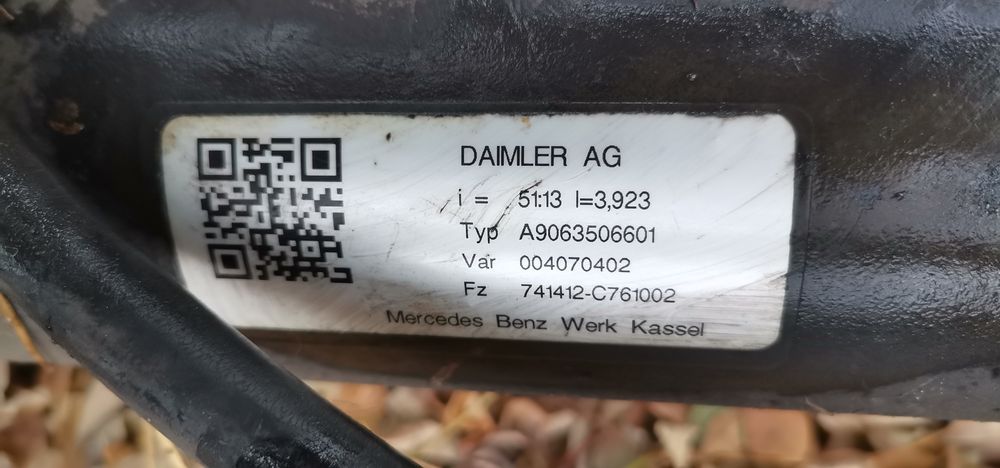 DAIMLER AG
i = 51:13 I=3,923
Typ A9063506601
Var 004070402
Fz 741412-C761002
Mercedes Benz Werk Kassel